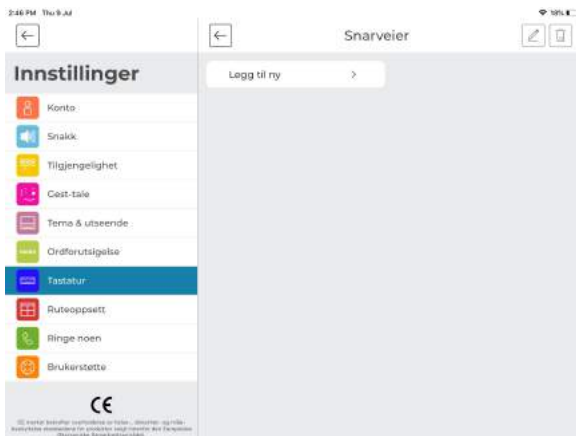 2:46 PM Thu 9 Jul
Snarveier
Innstillinger
Legg til ny
Konto
Snakk
Tilgjengelighet
Gest-tale
Tema & utseende
Ordforutsigelse
Tastatur
Ruteoppsett
Ringe noen
Brukerstøtte
CE